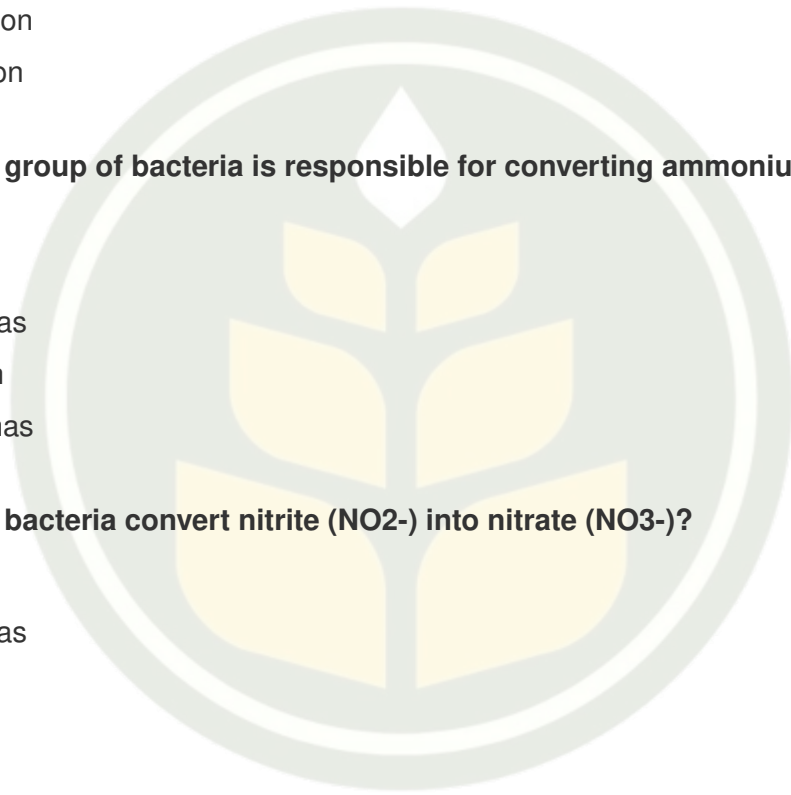 on
on
group of bacteria is responsible for converting ammoniu
as
n
nas
bacteria convert nitrite (NO2-) into nitrate (NO3-)?
as